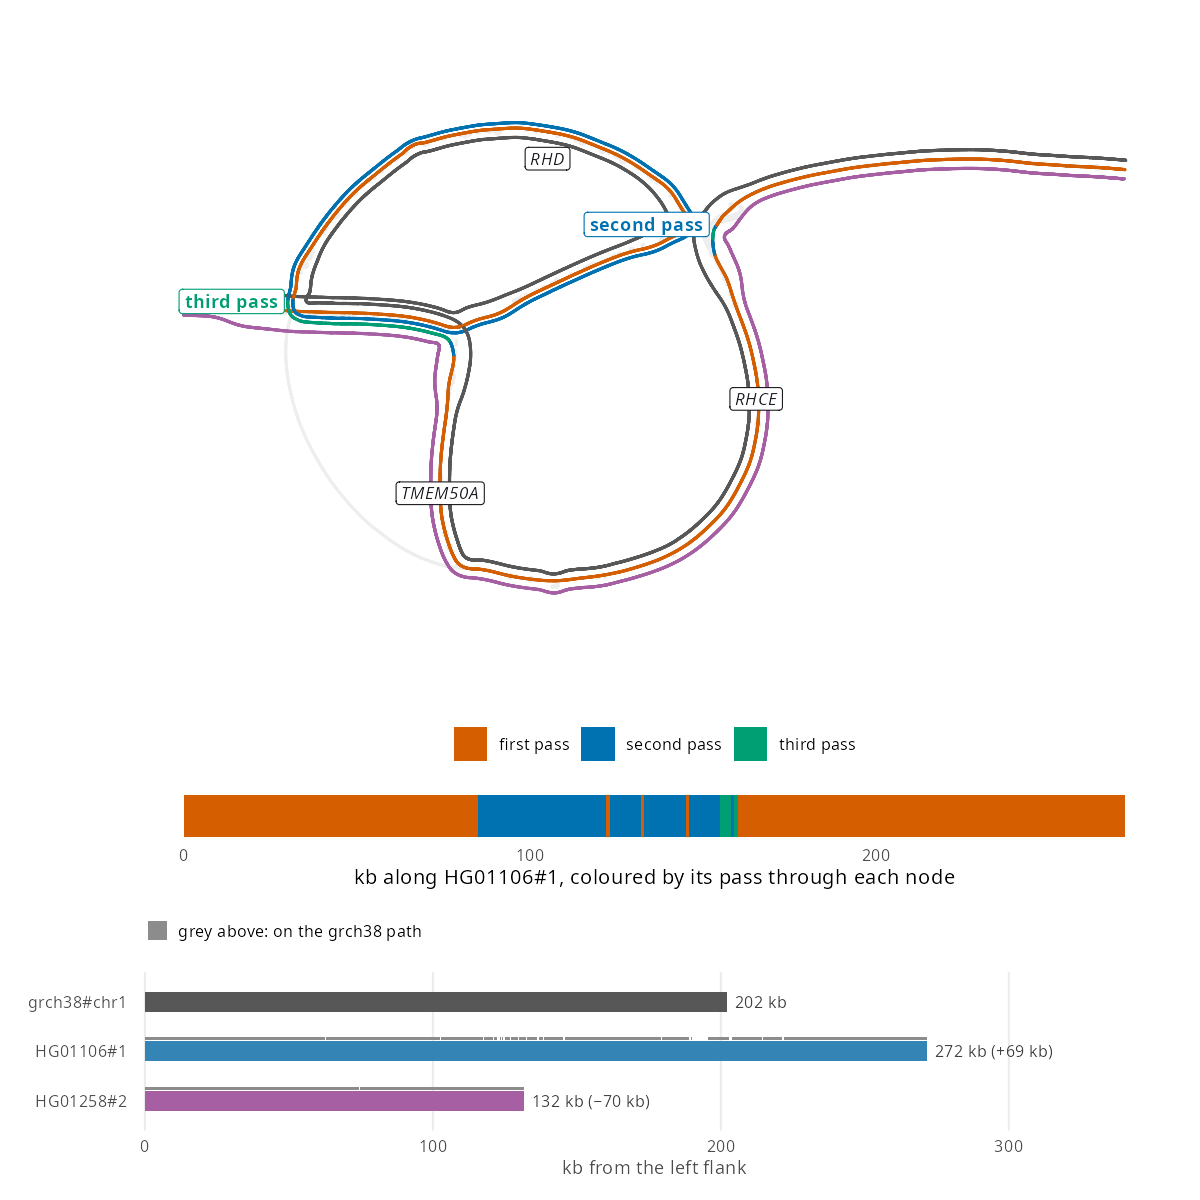 RHD
second pass
third pass
RHCE
TMEM50A
first pass
second pass
third pass
0
100
200
kb along HG01106#1, coloured by its pass through each node
grey above: on the grch38 path
grch38#chr1
202 kb
HG01106#1
272 kb (+69 kb)
HG01258#2
132 kb (−70 kb)
0
100
200
300
kb from the left flank